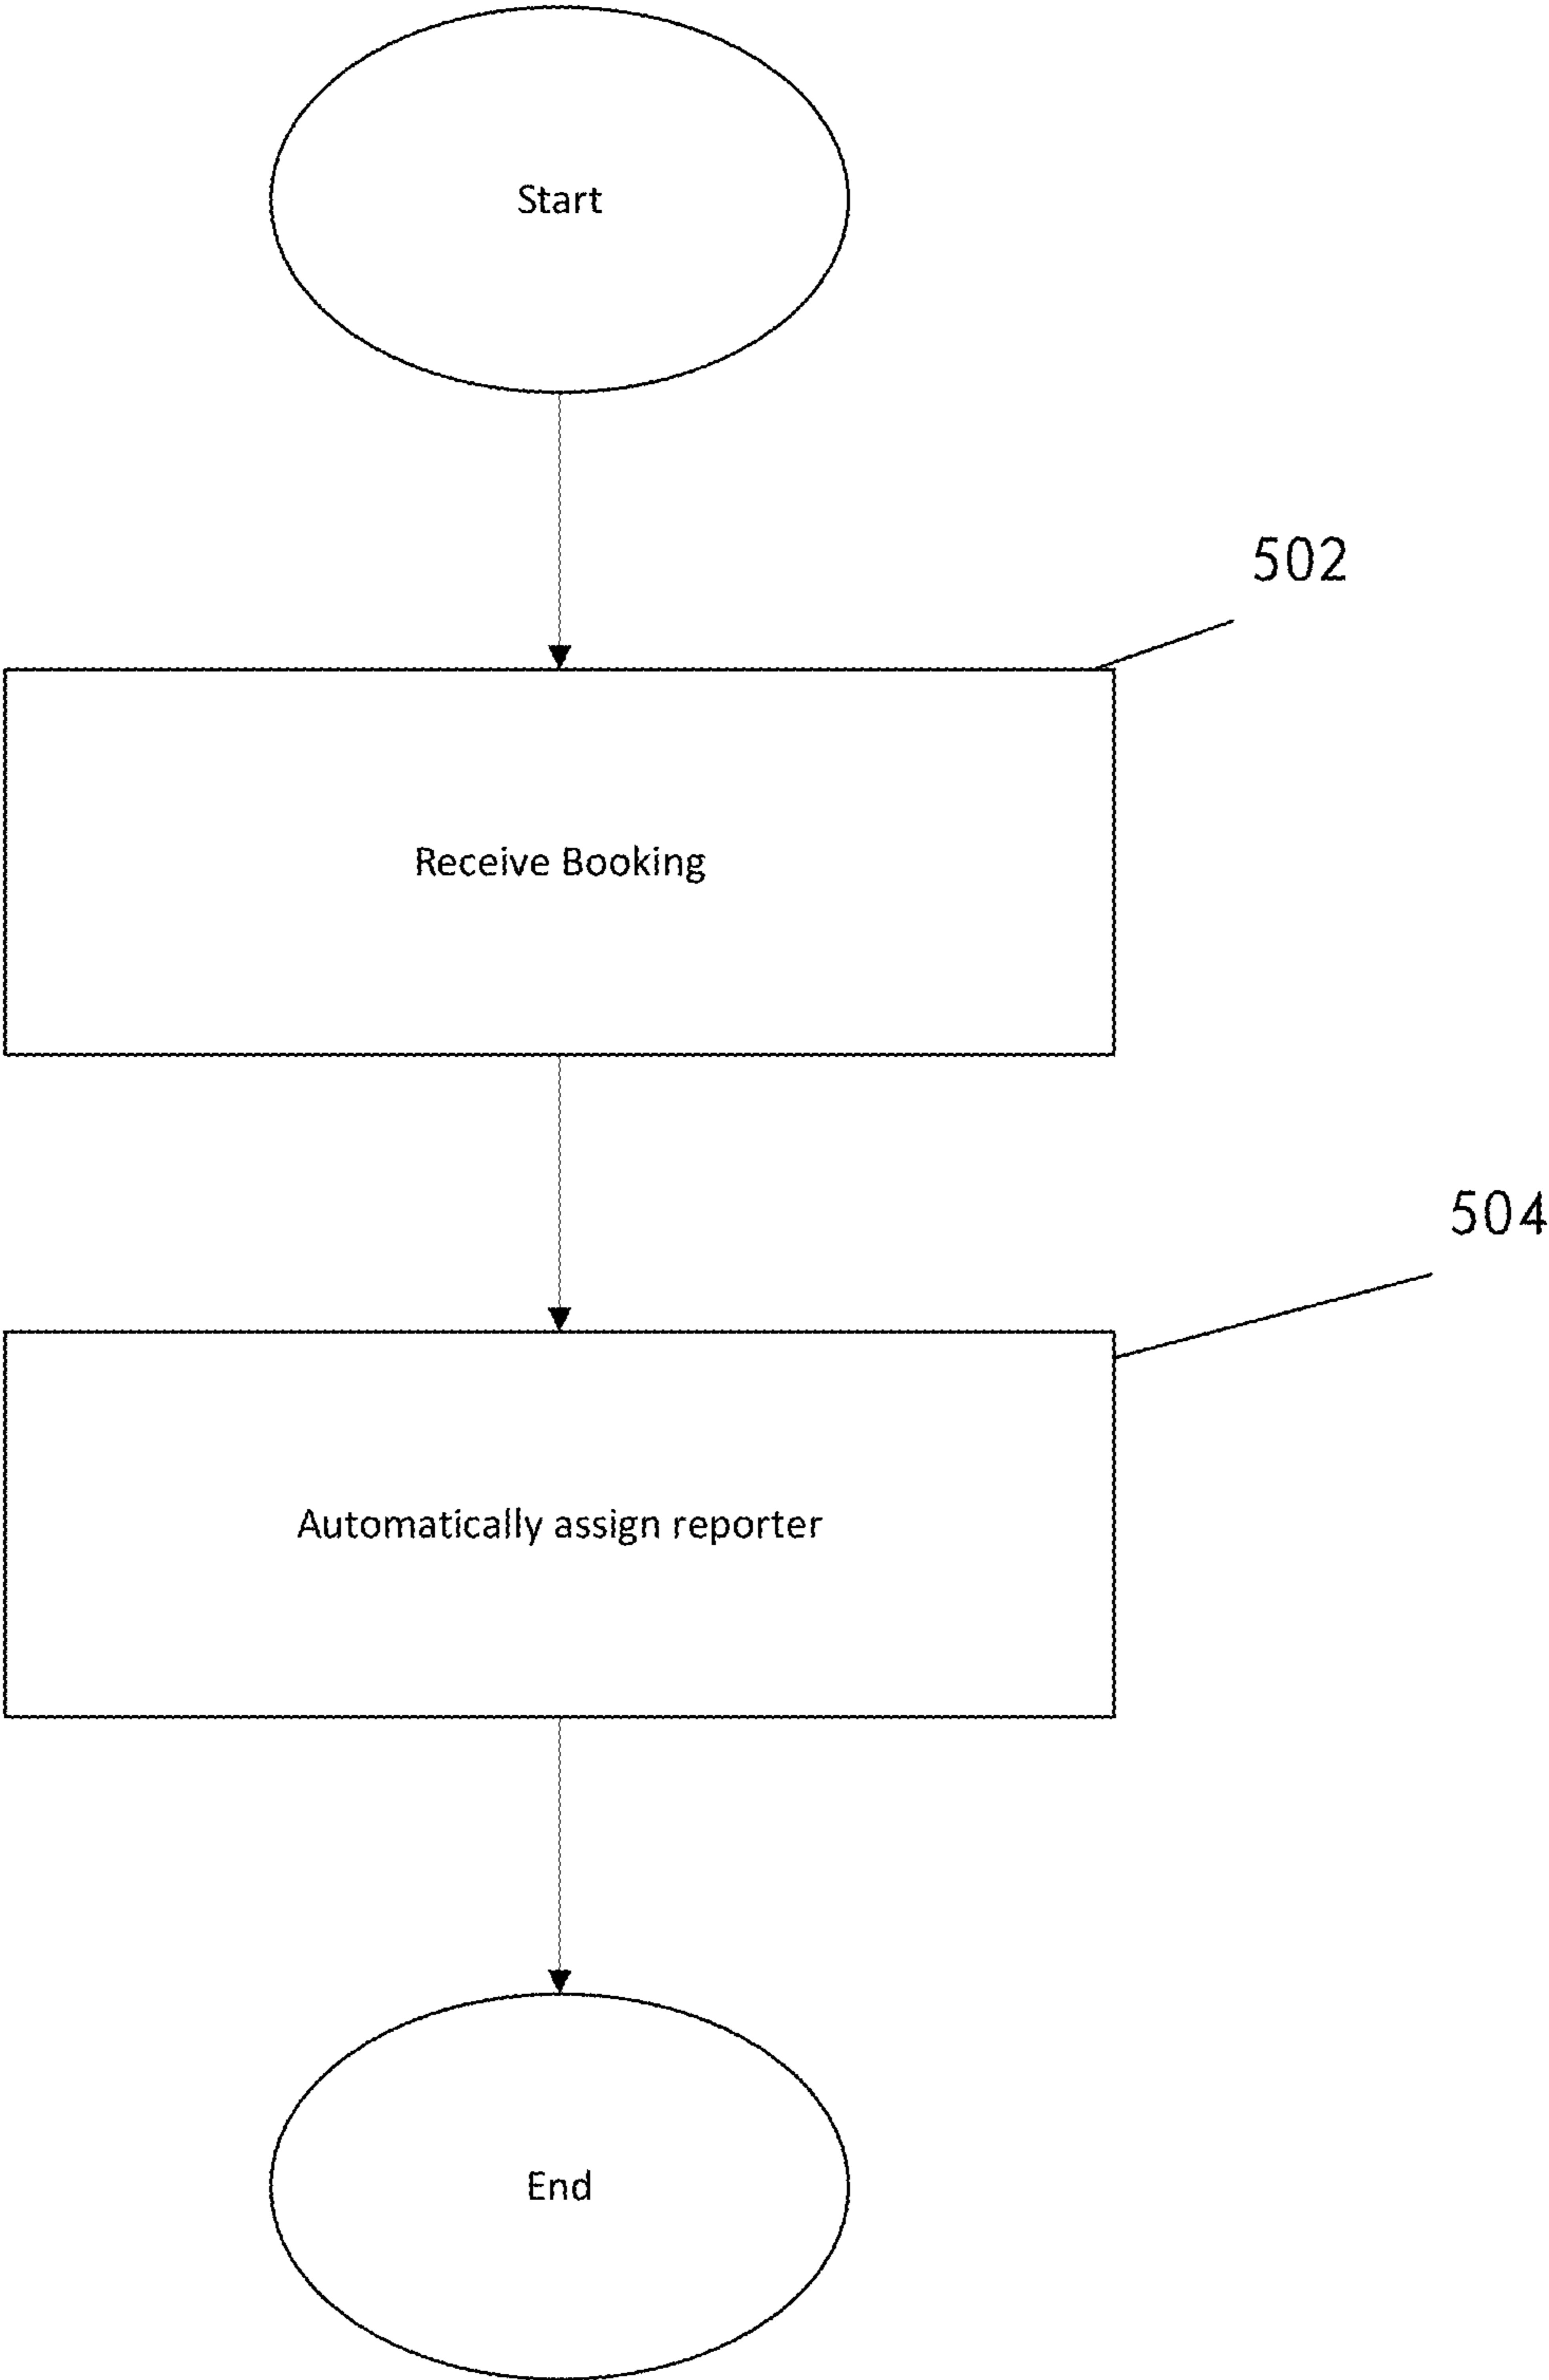 Start
502
Receive Booking
504
Automatically assign reporter
End